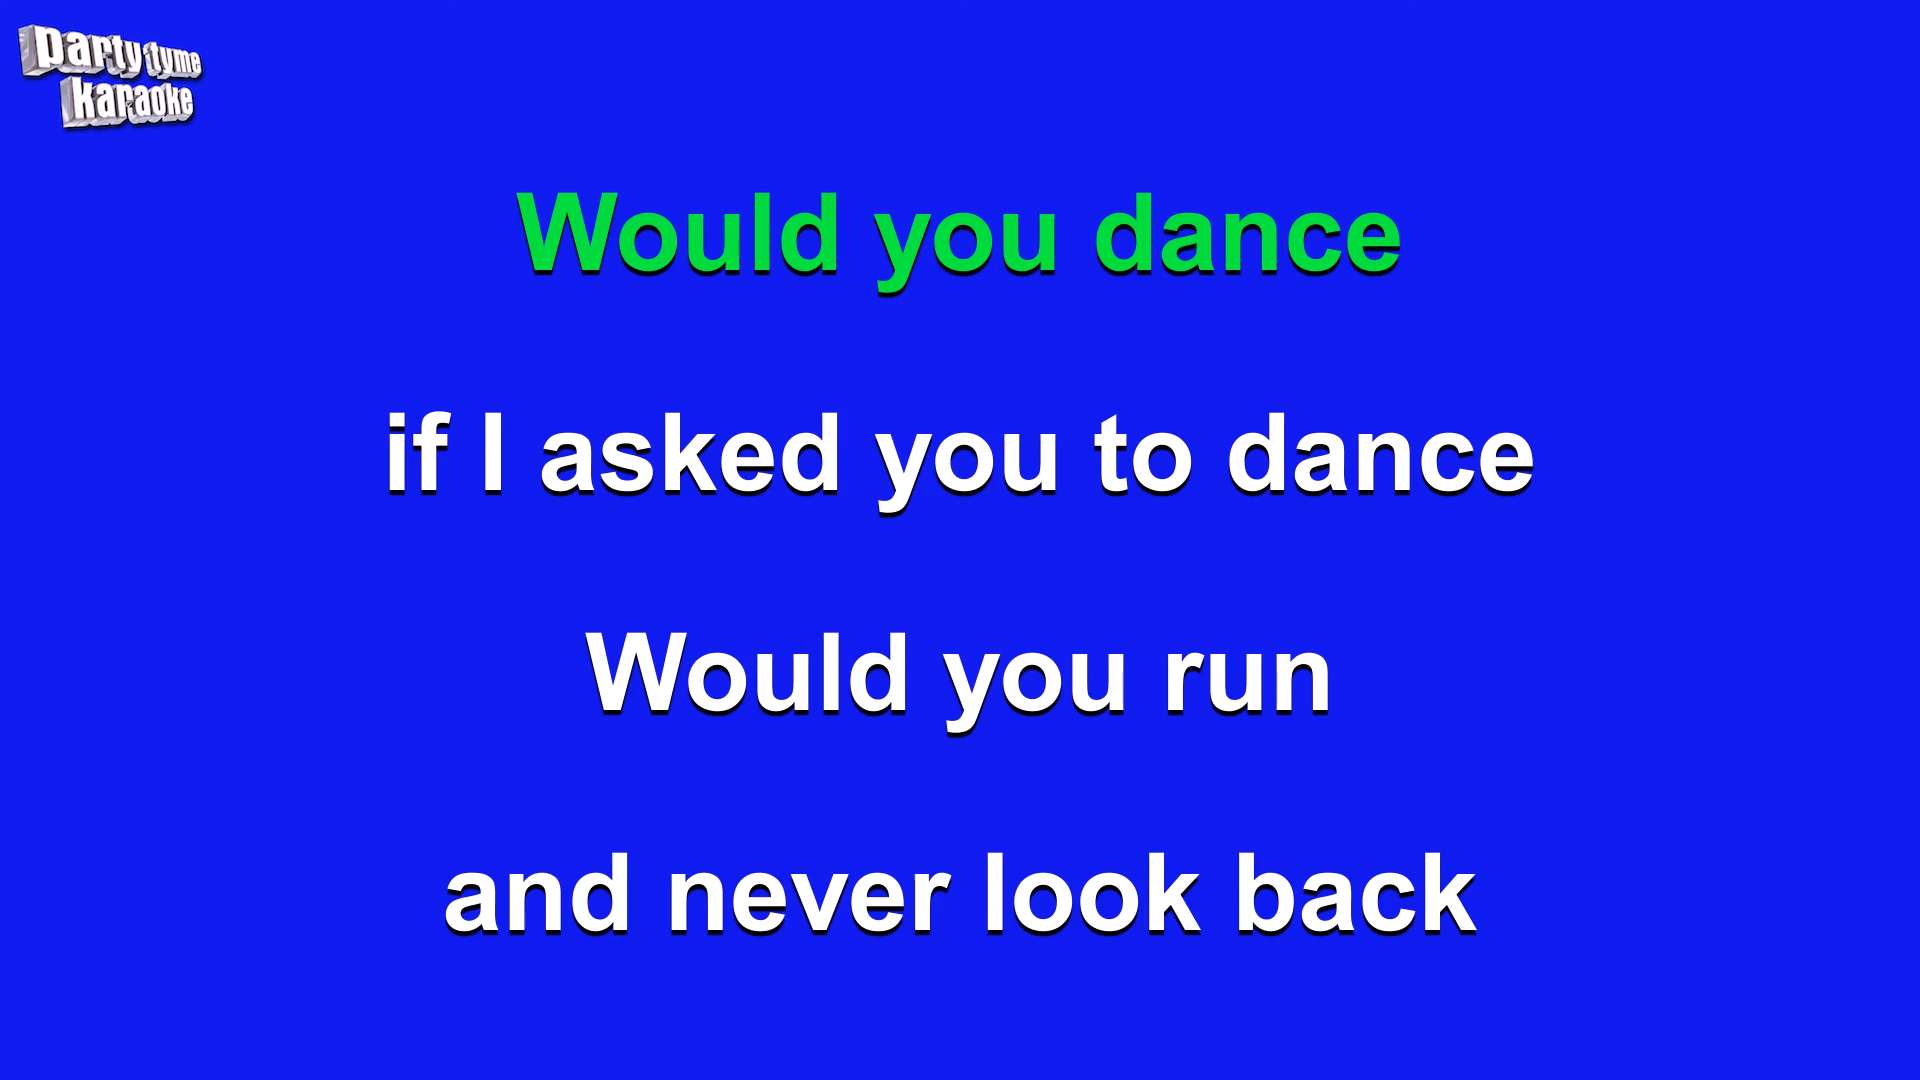 party tyme
karaoke
Would you dance
if I asked you to dance
Would you run
and never look back